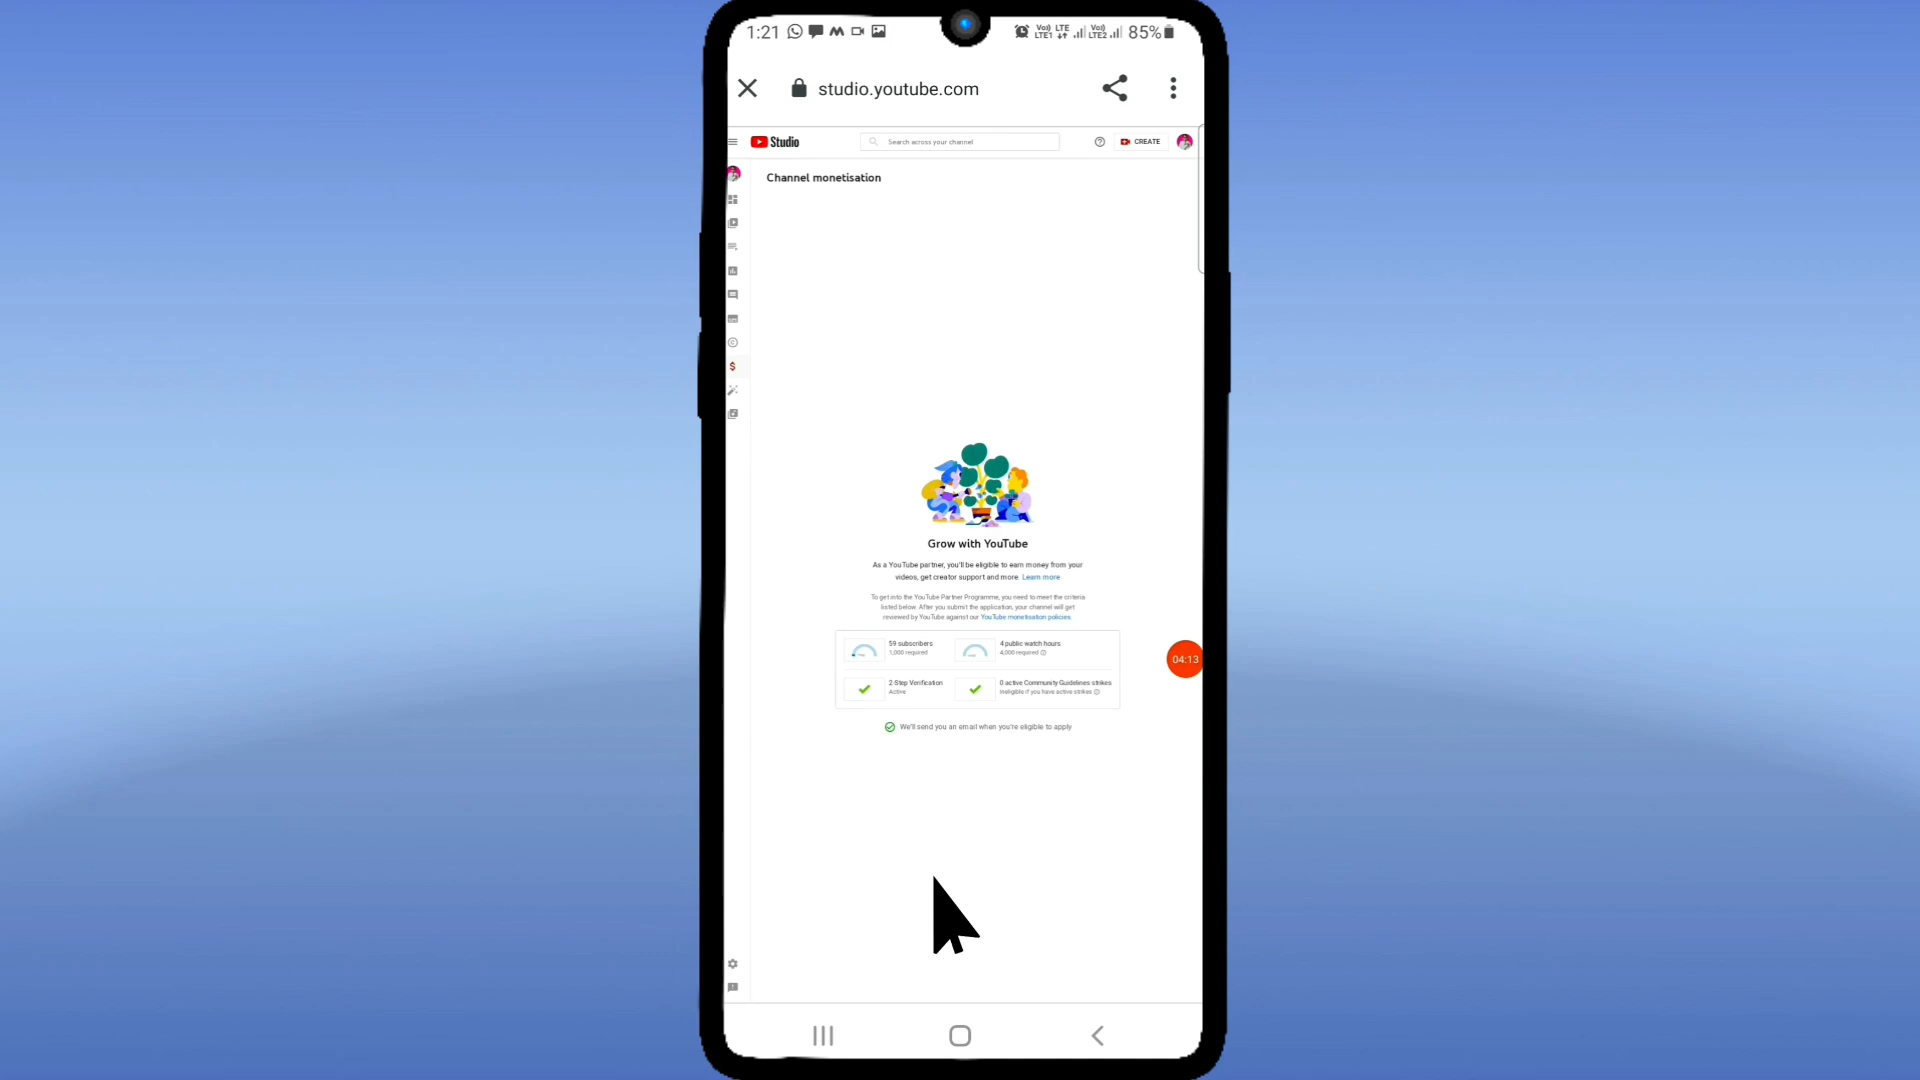 1:21 Vo)) LTE1 LTE Vo)) LTE2 85%
studio.youtube.com
Studio Search across your channel CREATE
Channel monetisation
$
Grow with YouTube
As a YouTube partner, you'll be eligible to earn money from your
videos, get creator support and more. Learn more
To get into the YouTube Partner Programme, you need to meet the criteria
listed below. After you submit the application, your channel will get
reviewed by YouTube against our YouTube monetisation policies.
59 subscribers
1,000 required
4 public watch hours
4,000 required
2-Step Verification
Active
0 active Community Guidelines strikes
Ineligible if you have active strikes
04:13
We'll send you an email when you're eligible to apply